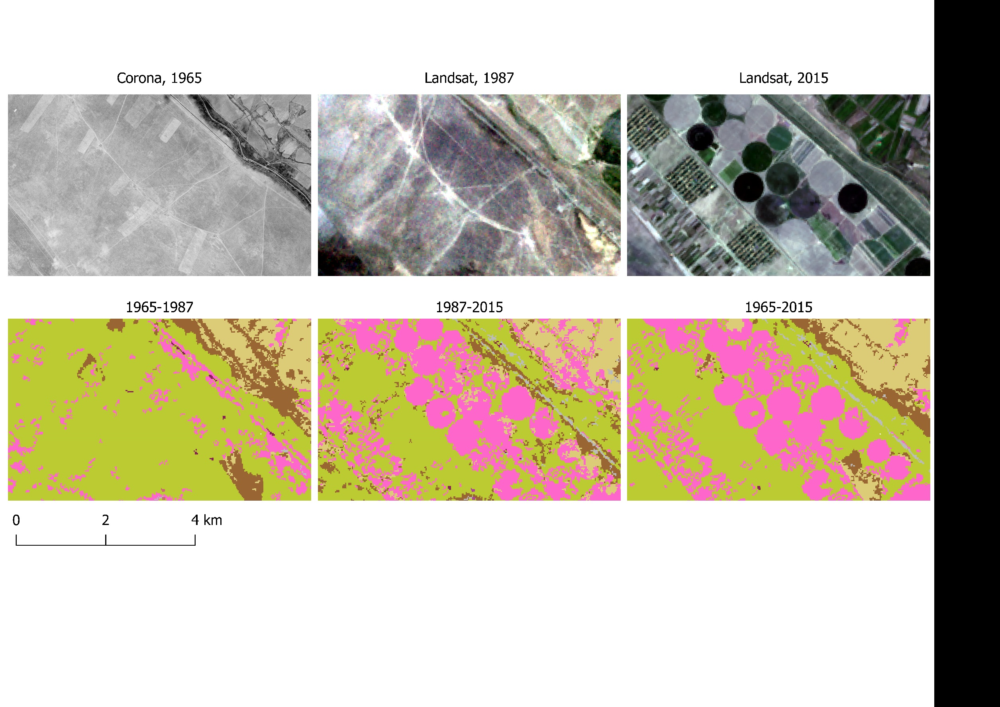 Corona, 1965
Landsat, 1987
Landsat, 2015
1965-1987
1987-2015
1965-2015
0 2 4 km